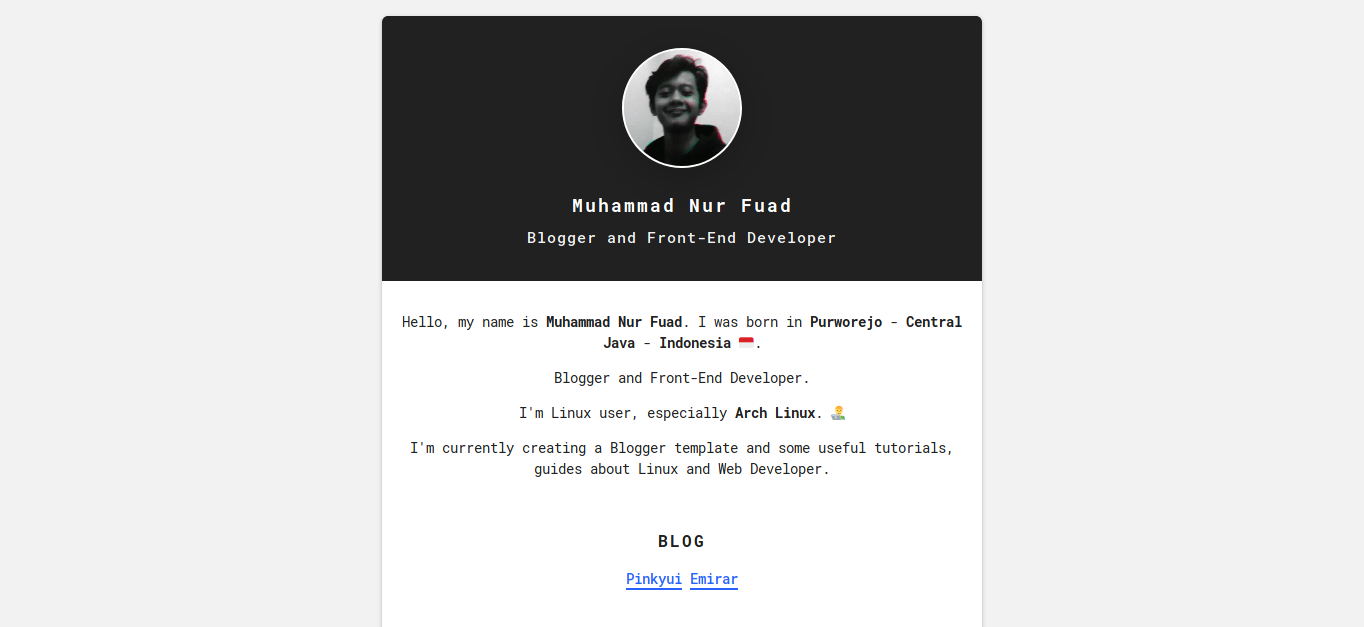 Muhammad Nur Fuad
Blogger and Front-End Developer
Hello, my name is Muhammad Nur Fuad. I was born in Purworejo - Central
Java - Indonesia 🇮🇩.
Blogger and Front-End Developer.
I'm Linux user, especially Arch Linux. 👨‍💻
I'm currently creating a Blogger template and some useful tutorials,
guides about Linux and Web Developer.
BLOG
Pinkyui Emirar